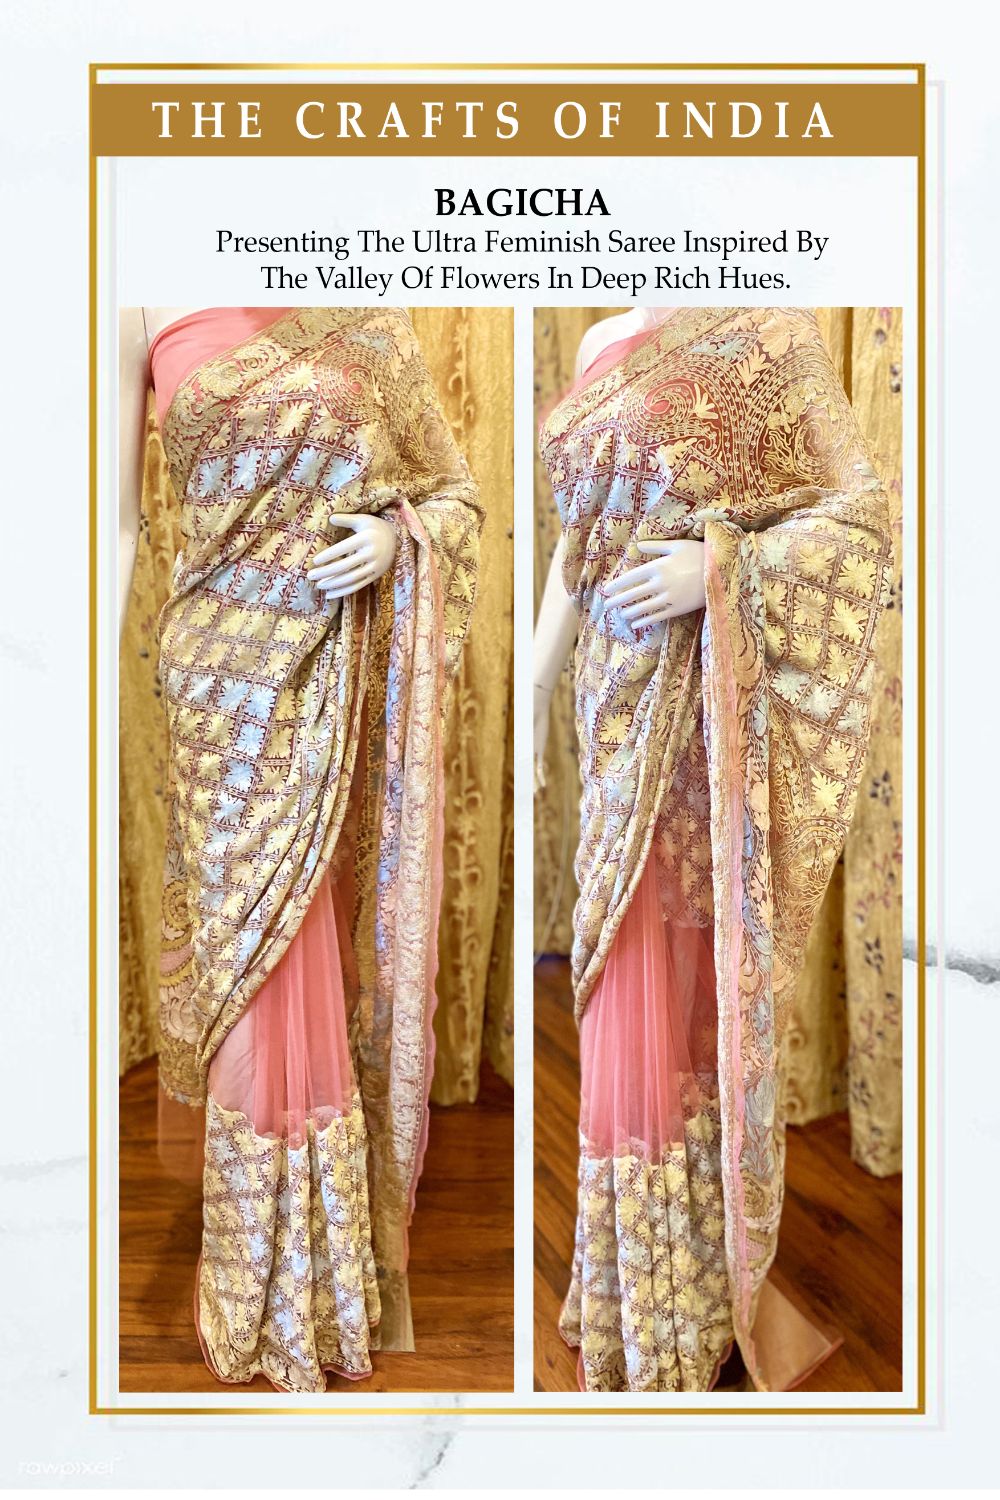 THE CRAFTS OF INDIA
BAGICHA
Presenting The Ultra Feminish Saree Inspired By
The Valley Of Flowers In Deep Rich Hues.
rawpixel